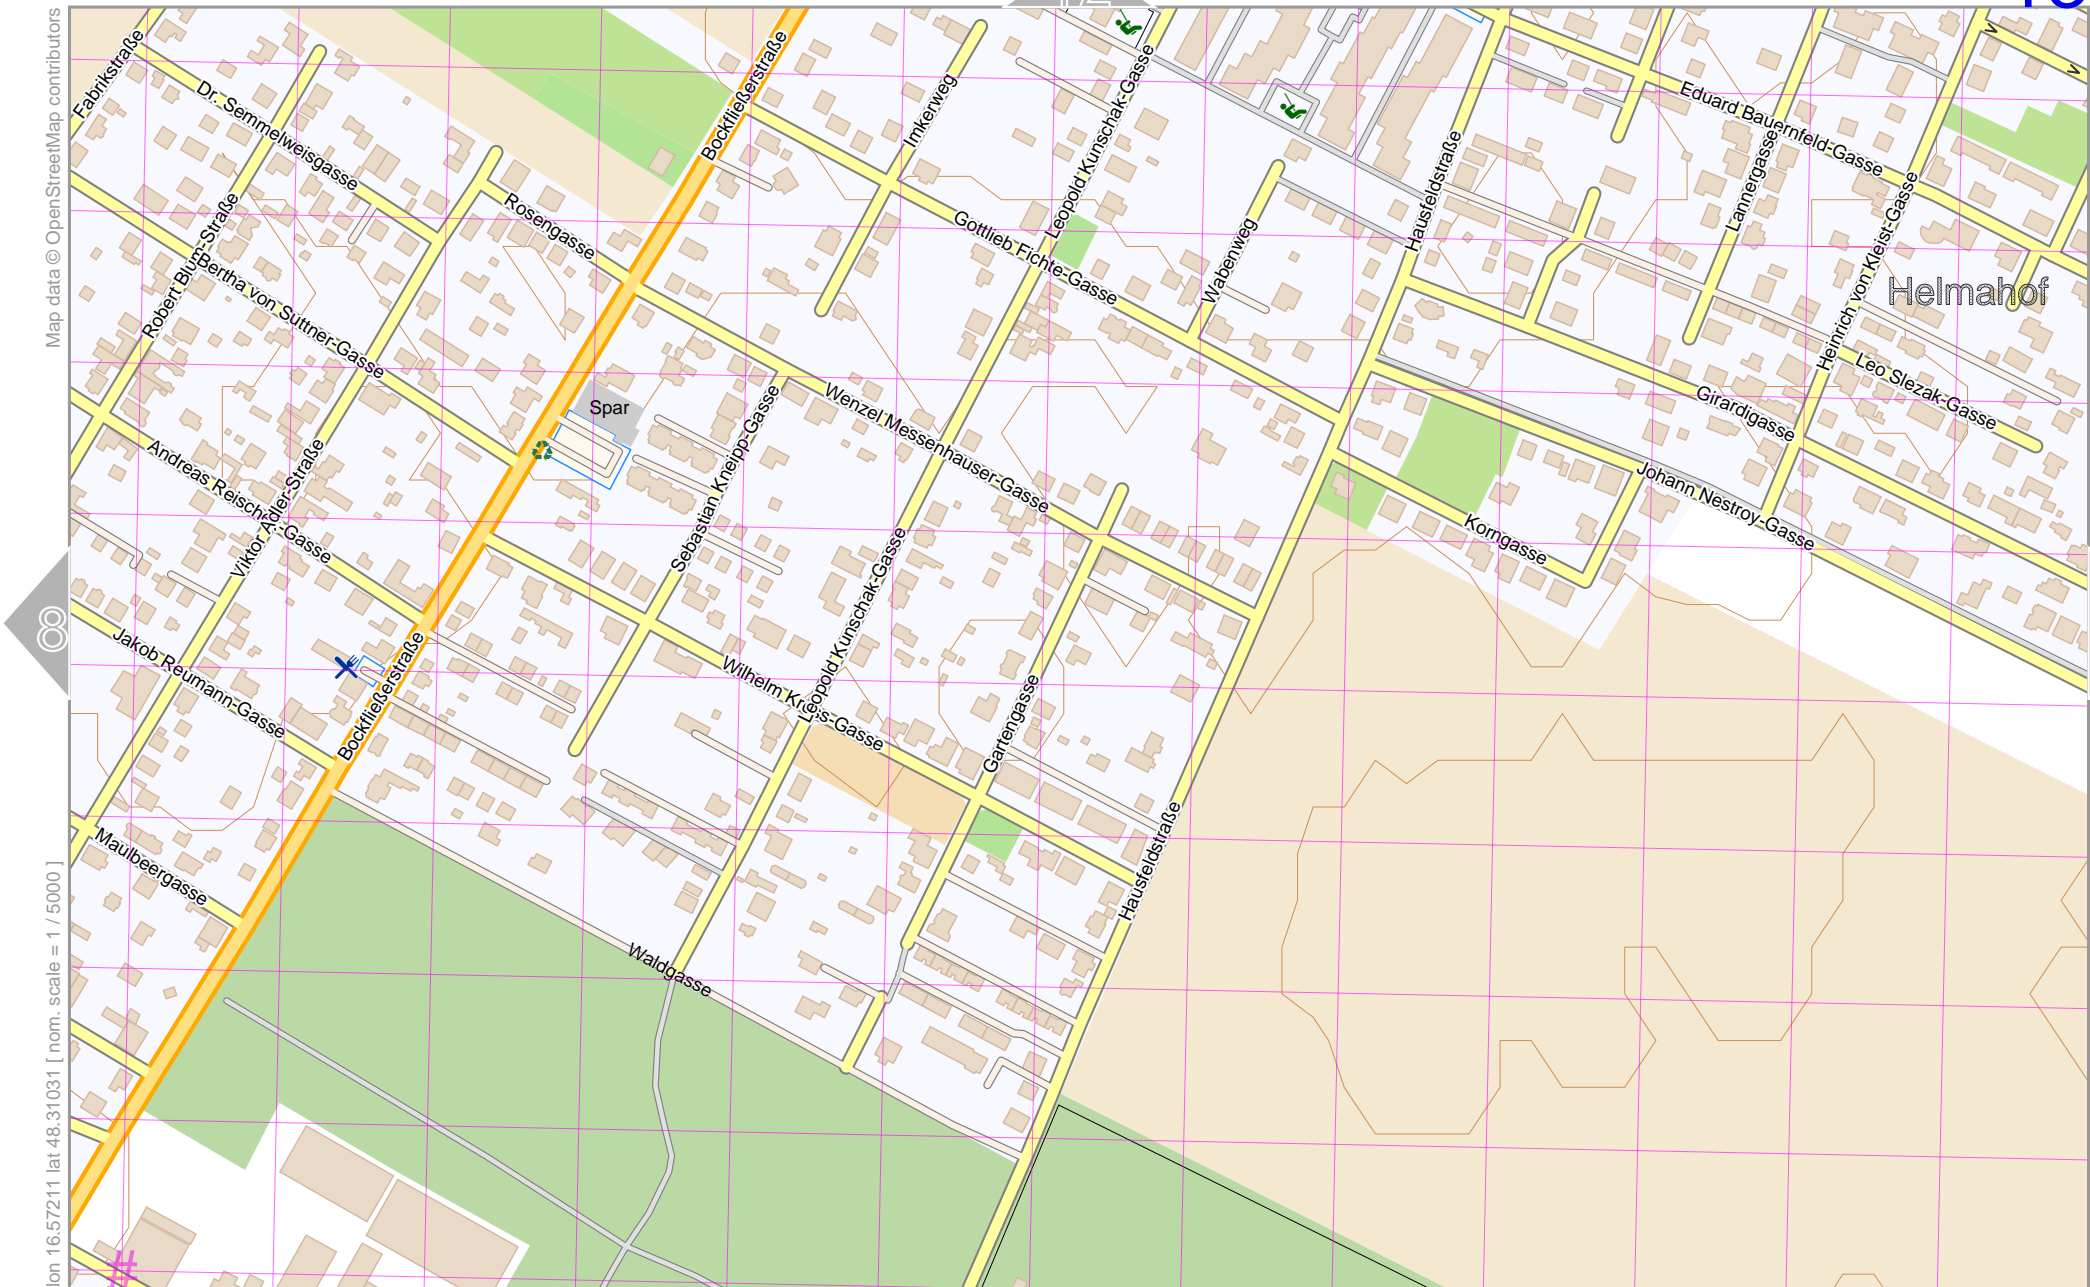 Map data © OpenStreetMap contributors
lon 16.57211 lat 48.31031 [ nom. scale = 1 / 5000 ]
8
Fabrikstraße
Dr. Semmelweisgasse
Robert Blum-Straße
Bertha von Suttner-Gasse
Rosengasse
Bockfließerstraße
Imkerweg
Leopold Kunschak-Gasse
Gottlieb Fichte-Gasse
Wabenweg
Hausfeldstraße
Eduard Bauernfeld-Gasse
Lannergasse
Heinrich von Kleist-Gasse
Helmahof
Leo Slezak-Gasse
Girardigasse
Johann Nestroy-Gasse
Korngasse
Spar
Sebastian Kneipp-Gasse
Wenzel Messenhauser-Gasse
Andreas Reischer-Gasse
Viktor Adler-Straße
Jakob Reumann-Gasse
Bockfließerstraße
Leopold Kunschak-Gasse
Wilhelm Kress-Gasse
Gartengasse
Hausfeldstraße
Maulbeergasse
Waldgasse
#